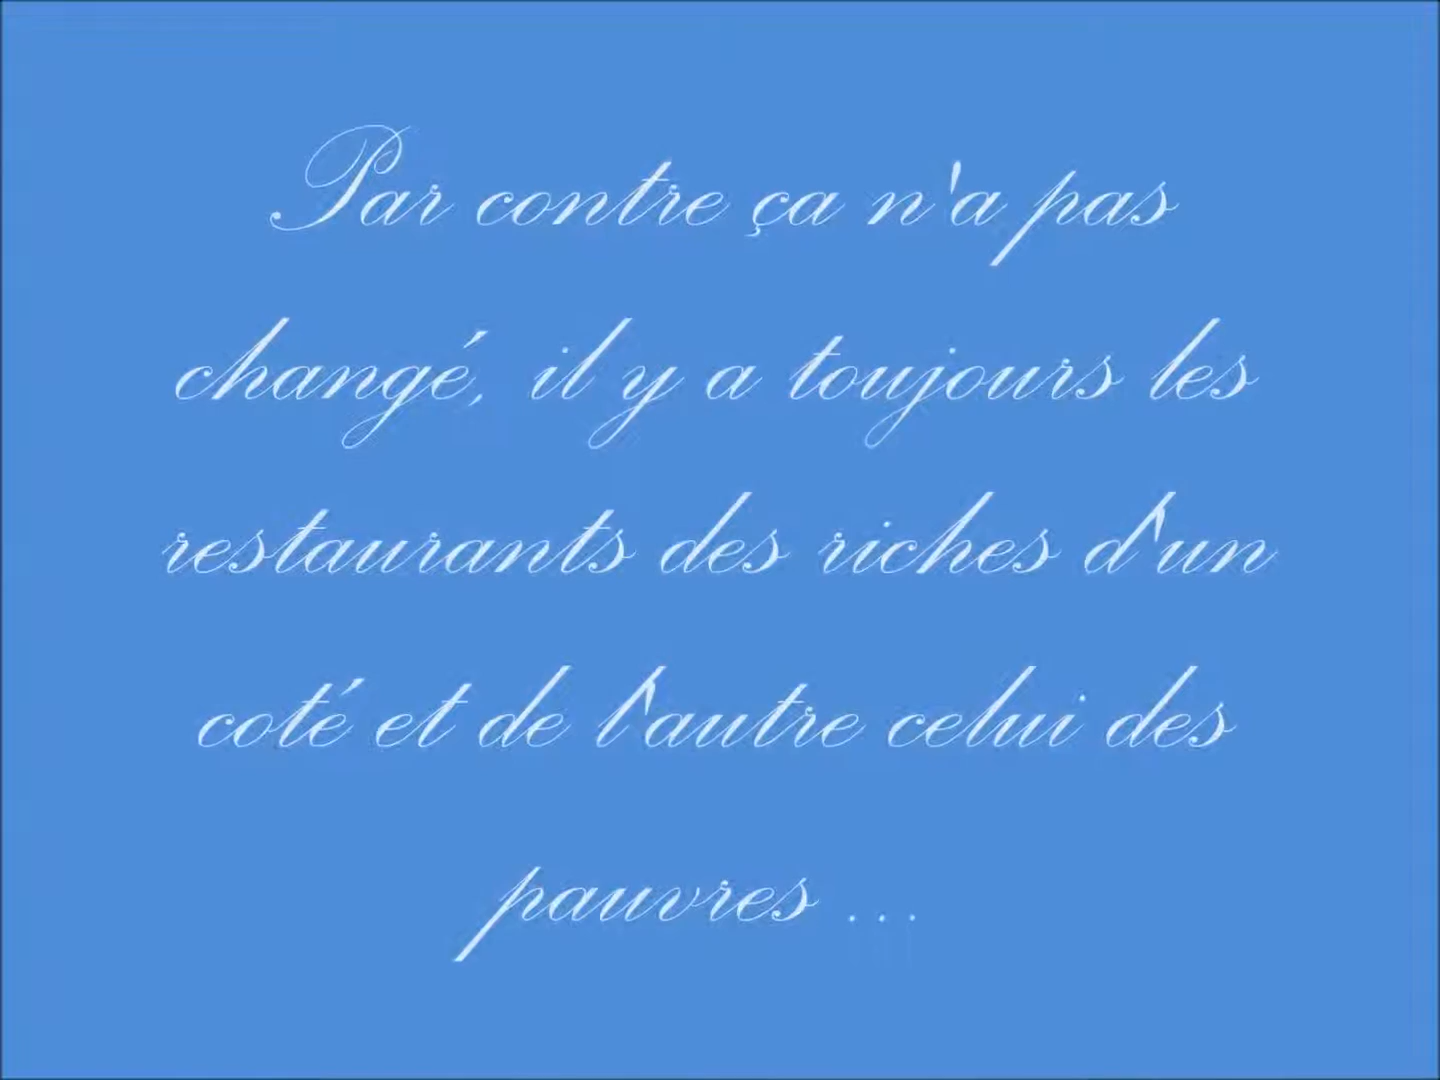 Par contre ça n'a pas
changé, il y a toujours les
restaurants des riches d'un
coté et de l'autre celui des
pauvres ...